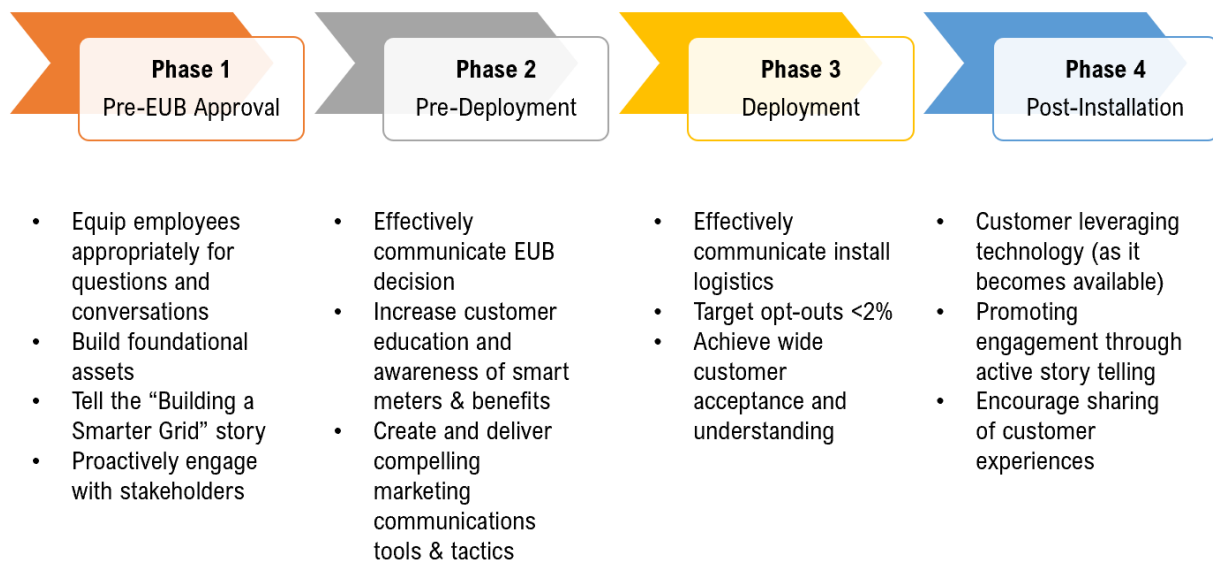 Phase 1
Pre-EUB Approval
Phase 2
Pre-Deployment
Phase 3
Deployment
Phase 4
Post-Installation
• Equip employees
appropriately for
questions and
conversations
• Build foundational
assets
• Tell the “Building a
Smarter Grid” story
• Proactively engage
with stakeholders
• Effectively
communicate EUB
decision
• Increase customer
education and
awareness of smart
meters & benefits
• Create and deliver
compelling
marketing
communications
tools & tactics
• Effectively
communicate install
logistics
• Target opt-outs <2%
• Achieve wide
customer
acceptance and
understanding
• Customer leveraging
technology (as it
becomes available)
• Promoting
engagement through
active story telling
• Encourage sharing
of customer
experiences